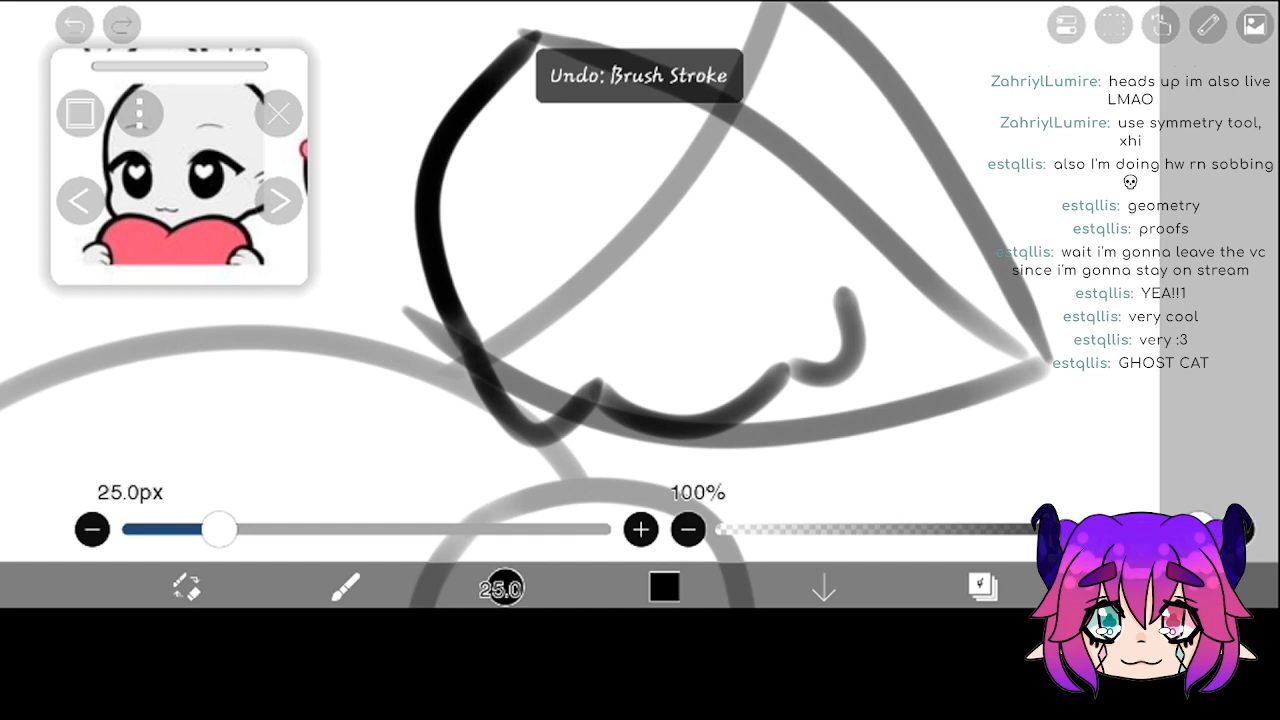 Undo: Brush Stroke
ZahriylLumire: heads up im also live
LMAO
ZahriylLumire: use symmetry tool,
xhi
estqllis: also I'm doing hw rn sobbing
💀
estqllis: geometry
estqllis: proofs
estqllis: wait i'm gonna leave the vc
since i'm gonna stay on stream
estqllis: YEA!!1
estqllis: very cool
estqllis: very :3
estqllis: GHOST CAT
25.0px
100%
25.0